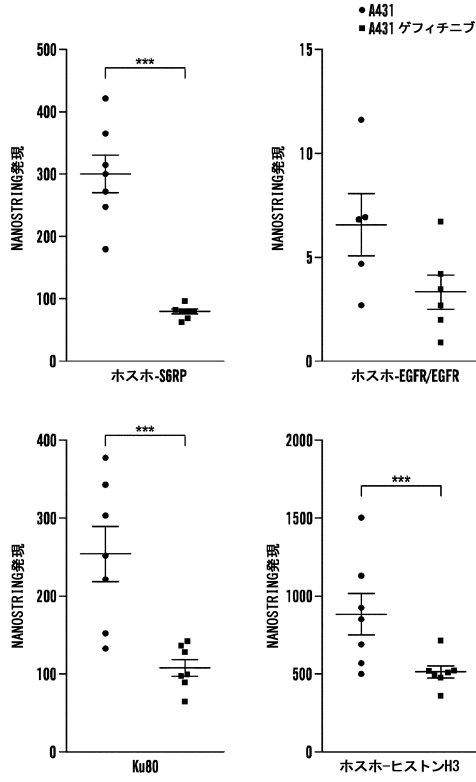 ● A431
■ A431 ゲフィチニブ
NANOSTRING発現
500
400
300
200
100
0
***
ホスホ-S6RP
NANOSTRING発現
15
10
5
0
ホスホ-EGFR/EGFR
NANOSTRING発現
400
300
200
100
0
***
Ku80
NANOSTRING発現
2000
1500
1000
500
0
***
ホスホ-ヒストンH3